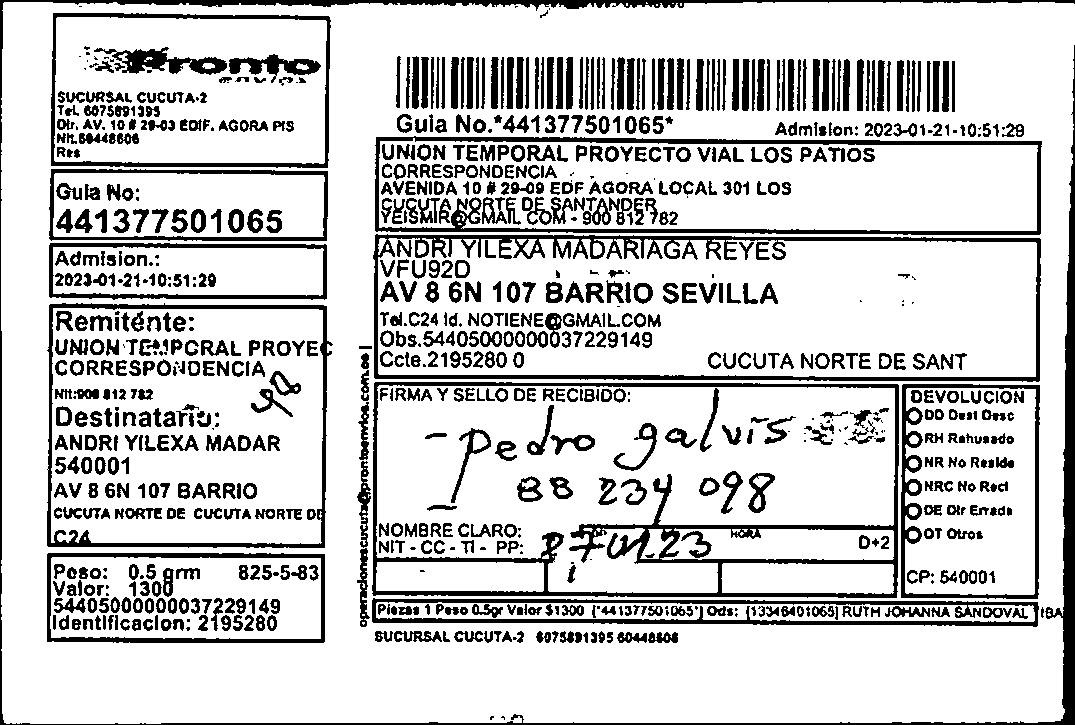 Pronto
envíos
SUCURSAL CUCUTA-2
Tel. 6075891395
Dir. AV. 10 # 29-03 EDIF. AGORA PIS
Nit.60448606
Res
Guia No:
441377501065
Admision.:
2023-01-21-10:51:29
Remitente:
UNION TEMPORAL PROYEC
CORRESPONDENCIA
Nit:900 812 782
Destinatario:
ANDRI YILEXA MADAR
540001
AV 8 6N 107 BARRIO
CUCUTA NORTE DE CUCUTA NORTE DE
C24
Peso: 0.5 grm 825-5-83
Valor: 1300
54405000000037229149
Identificacion: 2195280
operacionescucuta@prontoenvios.com.co
Guia No.*441377501065* Admision: 2023-01-21-10:51:29
UNION TEMPORAL PROYECTO VIAL LOS PATIOS
CORRESPONDENCIA
AVENIDA 10 # 29-09 EDF AGORA LOCAL 301 LOS
CUCUTA NORTE DE SANTANDER
YEISMIR@GMAIL COM - 900 812 782
ANDRI YILEXA MADARIAGA REYES
VFU92D
AV 8 6N 107 BARRIO SEVILLA
Tel.C24 Id. NOTIENE@GMAIL.COM
Obs.54405000000037229149
Ccte.2195280 0 CUCUTA NORTE DE SANT
FIRMA Y SELLO DE RECIBIDO:
- Pedro galvis
88 234 098
NOMBRE CLARO:
NIT - CC - TI - PP:
HORA
D+2
DEVOLUCION
DD Dest Desc
RH Rehusado
NR No Reside
NRC No Recl
DE Dir Errada
OT Otros
CP: 540001
Piezas 1 Peso 0.5gr Valor $1300 ['441377501065'] Ods: [13346401065] RUTH JOHANNA SANDOVAL
SUCURSAL CUCUTA-2 6075891395 60448606